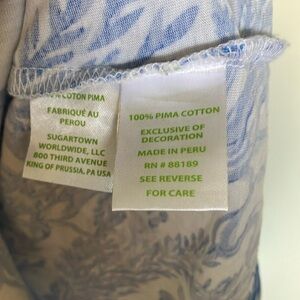 COTON PIMA
FABRIQUÉ AU
PEROU
SUGARTOWN
WORLDWIDE, LLC
800 THIRD AVENUE
KING OF PRUSSIA, PA USA
100% PIMA COTTON
EXCLUSIVE OF
DECORATION
MADE IN PERU
RN # 88189
SEE REVERSE
FOR CARE